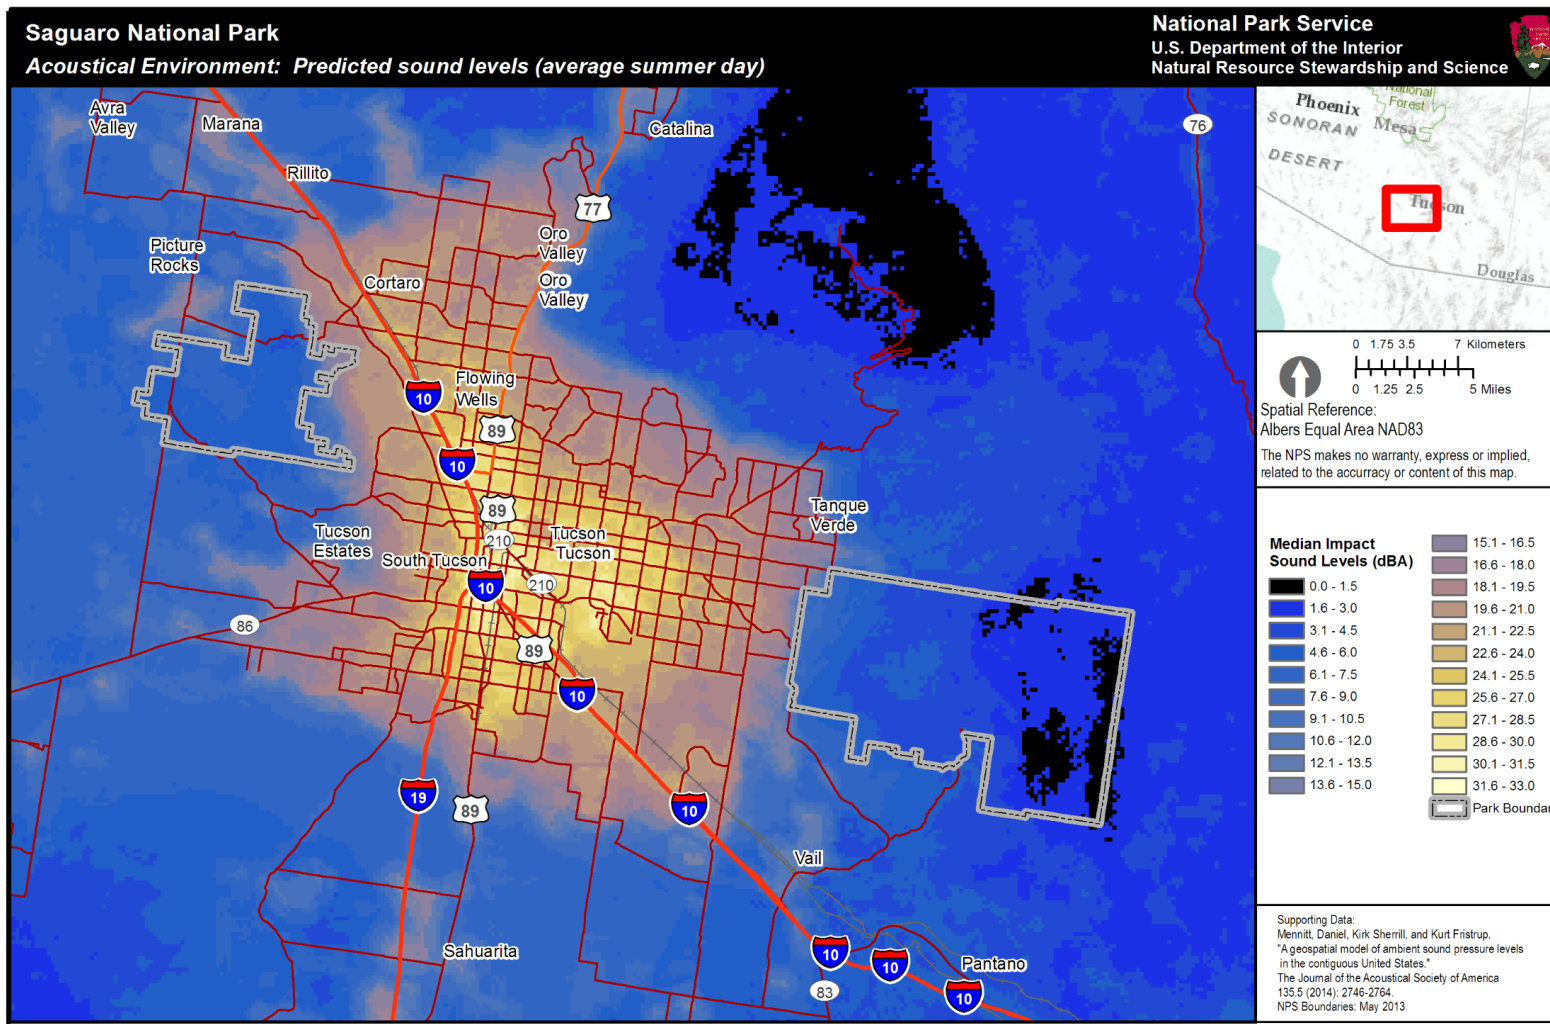 Saguaro National Park
Acoustical Environment:  Predicted sound levels (average summer day)
National Park Service
U.S. Department of the Interior
Natural Resource Stewardship and Science
Avra
Valley
Marana
Rillito
Catalina
76
77
Picture
Rocks
Oro
Valley
Oro
Valley
Cortaro
Flowing
Wells
10
89
10
89
Tanque
Verde
Tucson
Estates
210
Tucson
Tucson
South Tucson
10
210
86
89
10
19
89
10
Vail
Sahuarita
10
10
Pantano
83
10
National
Forest
Phoenix
SONORAN
Mesa
DESERT
Tucson
Douglas
0 1.75 3.5 7 Kilometers
0 1.25 2.5 5 Miles
Spatial Reference:
Albers Equal Area NAD83
The NPS makes no warranty, express or implied,
related to the accurracy or content of this map.
Median Impact
Sound Levels (dBA)
0.0 - 1.5
1.6 - 3.0
3.1 - 4.5
4.6 - 6.0
6.1 - 7.5
7.6 - 9.0
9.1 - 10.5
10.6 - 12.0
12.1 - 13.5
13.6 - 15.0
15.1 - 16.5
16.6 - 18.0
18.1 - 19.5
19.6 - 21.0
21.1 - 22.5
22.6 - 24.0
24.1 - 25.5
25.6 - 27.0
27.1 - 28.5
28.6 - 30.0
30.1 - 31.5
31.6 - 33.0
Park Boundar
Supporting Data:
Mennitt, Daniel, Kirk Sherrill, and Kurt Fristrup.
"A geospatial model of ambient sound pressure levels
in the contiguous United States."
The Journal of the Acoustical Society of America
135.5 (2014): 2746-2764.
NPS Boundaries: May 2013